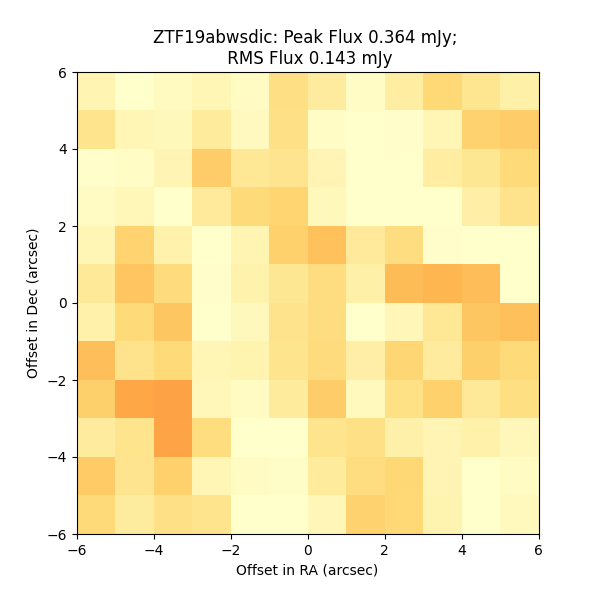 ZTF19abwsdic: Peak Flux 0.364 mJy;
RMS Flux 0.143 mJy
6
4
2
0
−2
−4
−6
Offset in Dec (arcsec)
−6 −4 −2 0 2 4 6
Offset in RA (arcsec)